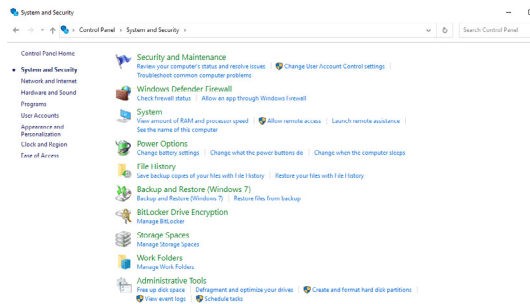 System and Security
Control Panel > System and Security >
Search Control Panel
Control Panel Home
System and Security
Network and Internet
Hardware and Sound
Programs
User Accounts
Appearance and
Personalization
Clock and Region
Ease of Access
Security and Maintenance
Review your computer's status and resolve issues | Change User Account Control settings |
Troubleshoot common computer problems
Windows Defender Firewall
Check firewall status | Allow an app through Windows Firewall
System
View amount of RAM and processor speed | Allow remote access | Launch remote assistance |
See the name of this computer
Power Options
Change battery settings | Change what the power buttons do | Change when the computer sleeps
File History
Save backup copies of your files with File History | Restore your files with File History
Backup and Restore (Windows 7)
Backup and Restore (Windows 7) | Restore files from backup
BitLocker Drive Encryption
Manage BitLocker
Storage Spaces
Manage Storage Spaces
Work Folders
Manage Work Folders
Administrative Tools
Free up disk space | Defragment and optimize your drives | Create and format hard disk partitions |
View event logs | Schedule tasks